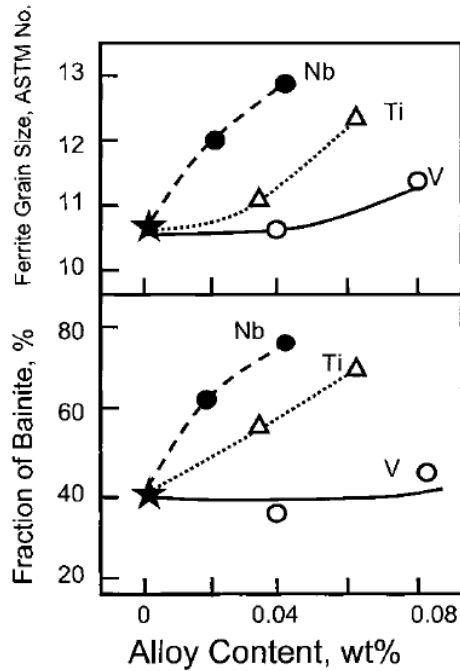 Ferrite Grain Size, ASTM No.
13
12
11
10
Nb
Ti
V
Fraction of Bainite, %
80
60
40
20
Nb
Ti
V
0
0.04
0.08
Alloy Content, wt%